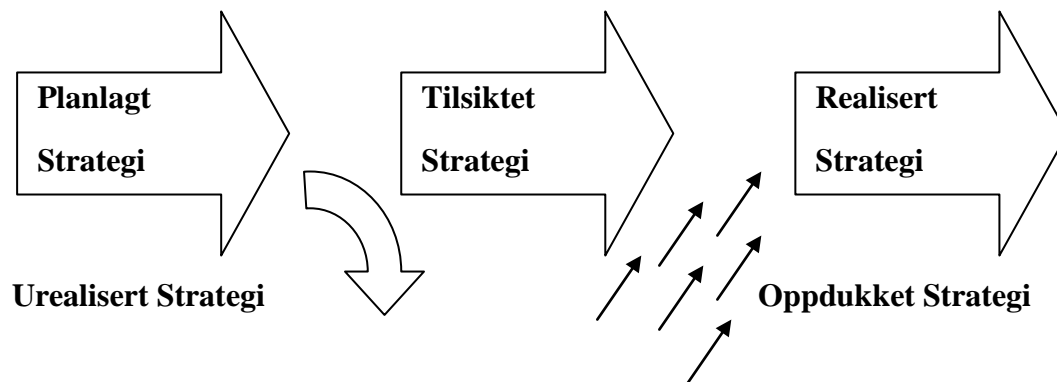 Planlagt
Strategi
Tilsiktet
Strategi
Realisert
Strategi
Urealisert Strategi
Oppdukket Strategi